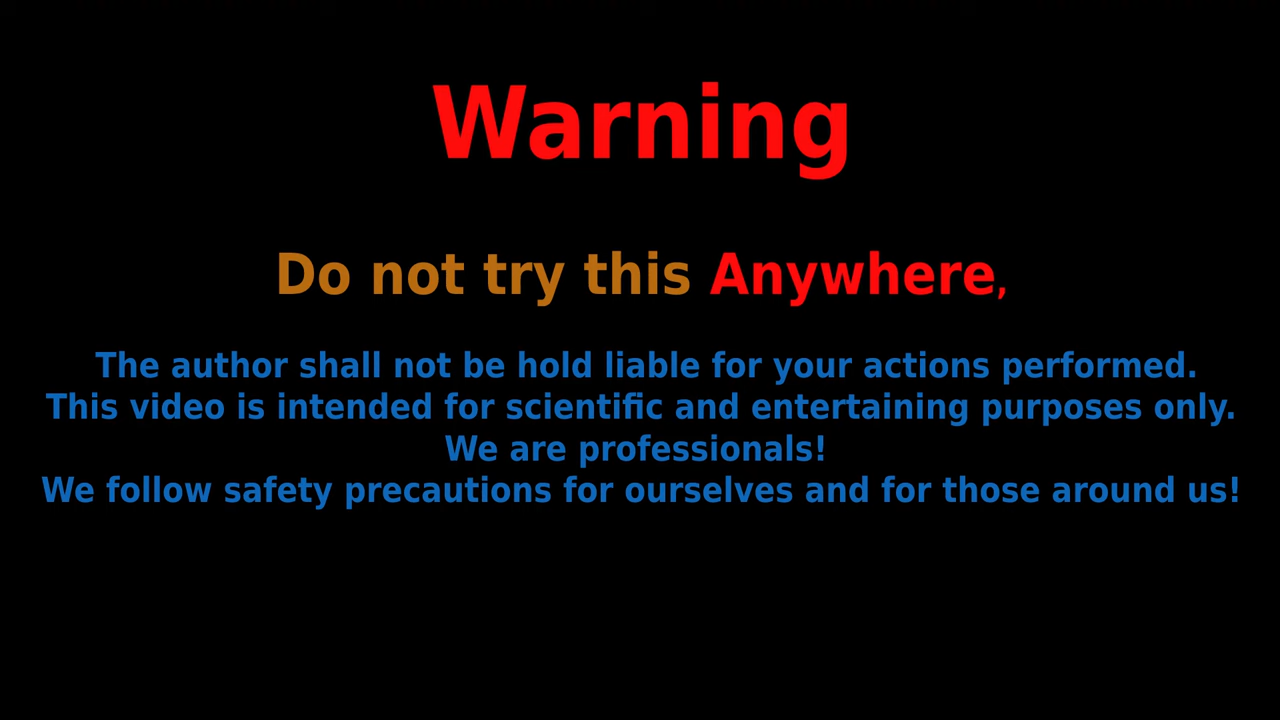 Warning
Do not try this Anywhere,
The author shall not be hold liable for your actions performed.
This video is intended for scientific and entertaining purposes only.
We are professionals!
We follow safety precautions for ourselves and for those around us!